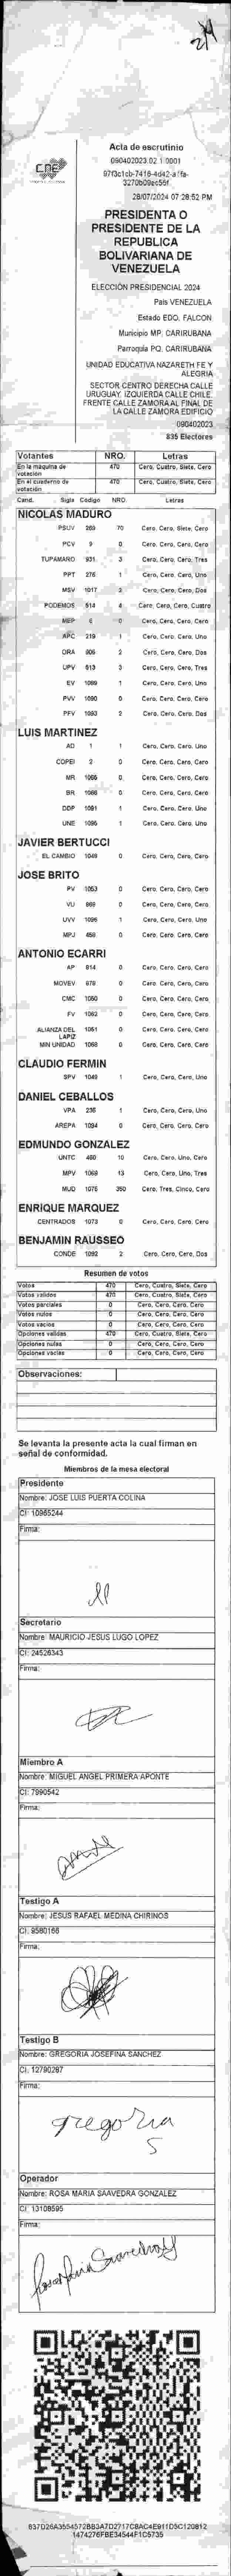 Acta de escrutinio
CNE
090402023.02.1.0001
28/07/2024 07:28:52 PM
PRESIDENTA O
PRESIDENTE DE LA
REPUBLICA
BOLIVARIANA DE
VENEZUELA
ELECCIÓN PRESIDENCIAL 2024
País VENEZUELA
Estado EDO. FALCON
Municipio MP. CARIRUBANA
Parroquia PQ. CARIRUBANA
UNIDAD EDUCATIVA NAZARETH FE Y
ALEGRIA
SECTOR CENTRO DERECHA CALLE
URUGUAY. IZQUIERDA CALLE CHILE.
FRENTE CALLE ZAMORA AL FINAL DE
LA CALLE ZAMORA EDIFICIO
090402023
835 Electores
Votantes NRO. Letras
En la máquina de votación 470 Cero, Cuatro, Siete, Cero
En el cuaderno de votación 470 Cero, Cuatro, Siete, Cero
Cand. Sigla Código NRO Letras
NICOLAS MADURO
PSUV 269 70 Cero, Cero, Siete, Cero
PCV 9 0 Cero, Cero, Cero, Cero
TUPAMARO 931 3 Cero, Cero, Cero, Tres
PPT 276 1 Cero, Cero, Cero, Uno
MSV 1017 2 Cero, Cero, Cero, Dos
PODEMOS 514 4 Cero, Cero, Cero, Cuatro
MEP 6 0 Cero, Cero, Cero, Cero
APC 219 1 Cero, Cero, Cero, Uno
ORA 906 2 Cero, Cero, Cero, Dos
UPV 613 3 Cero, Cero, Cero, Tres
EV 1089 1 Cero, Cero, Cero, Uno
PVV 1090 0 Cero, Cero, Cero, Cero
PFV 1093 2 Cero, Cero, Cero, Dos
LUIS MARTINEZ
AD 1 1 Cero, Cero, Cero, Uno
COPEI 2 0 Cero, Cero, Cero, Cero
MR 1066 0 Cero, Cero, Cero, Cero
BR 1086 0 Cero, Cero, Cero, Cero
DDP 1091 1 Cero, Cero, Cero, Uno
UNE 1095 1 Cero, Cero, Cero, Uno
JAVIER BERTUCCI
EL CAMBIO 1049 0 Cero, Cero, Cero, Cero
JOSE BRITO
PV 1053 0 Cero, Cero, Cero, Cero
VU 969 0 Cero, Cero, Cero, Cero
UVV 1096 1 Cero, Cero, Cero, Uno
MPJ 458 0 Cero, Cero, Cero, Cero
ANTONIO ECARRI
AP 914 0 Cero, Cero, Cero, Cero
MOVEV 979 0 Cero, Cero, Cero, Cero
CMC 1050 0 Cero, Cero, Cero, Cero
FV 1062 0 Cero, Cero, Cero, Cero
ALIANZA DEL LAPIZ 1051 0 Cero, Cero, Cero, Cero
MIN UNIDAD 1068 0 Cero, Cero, Cero, Cero
CLAUDIO FERMIN
SPV 1048 1 Cero, Cero, Cero, Uno
DANIEL CEBALLOS
VPA 236 1 Cero, Cero, Cero, Uno
AREPA 1094 0 Cero, Cero, Cero, Cero
EDMUNDO GONZALEZ
UNTC 480 10 Cero, Cero, Uno, Cero
MPV 1069 13 Cero, Cero, Uno, Tres
MUD 1075 350 Cero, Tres, Cinco, Cero
ENRIQUE MARQUEZ
CENTRADOS 1073 0 Cero, Cero, Cero, Cero
BENJAMIN RAUSSEO
CONDE 1092 2 Cero, Cero, Cero, Dos
Resumen de votos
Votos 470 Cero, Cuatro, Siete, Cero
Votos validos 470 Cero, Cuatro, Siete, Cero
Votos parciales 0 Cero, Cero, Cero, Cero
Votos nulos 0 Cero, Cero, Cero, Cero
Votos vacios 0 Cero, Cero, Cero, Cero
Opciones validas 470 Cero, Cuatro, Siete, Cero
Opciones nulas 0 Cero, Cero, Cero, Cero
Opciones vacias 0 Cero, Cero, Cero, Cero
Observaciones:
Se levanta la presente acta la cual firman en
señal de conformidad.
Miembros de la mesa electoral
Presidente
Nombre: JOSE LUIS PUERTA COLINA
CI: 10965244
Firma:
Secretario
Nombre: MAURICIO JESUS LUGO LOPEZ
CI: 24526343
Firma:
Miembro A
Nombre: MIGUEL ANGEL PRIMERA APONTE
CI: 7990542
Firma:
Testigo A
Nombre: JESUS RAFAEL MEDINA CHIRINOS
CI: 9580166
Firma:
Testigo B
Nombre: GREGORIA JOSEFINA SANCHEZ
CI: 12790287
Firma:
Gregoria
S
Operador
Nombre: ROSA MARIA SAAVEDRA GONZALEZ
CI: 13108595
Firma: